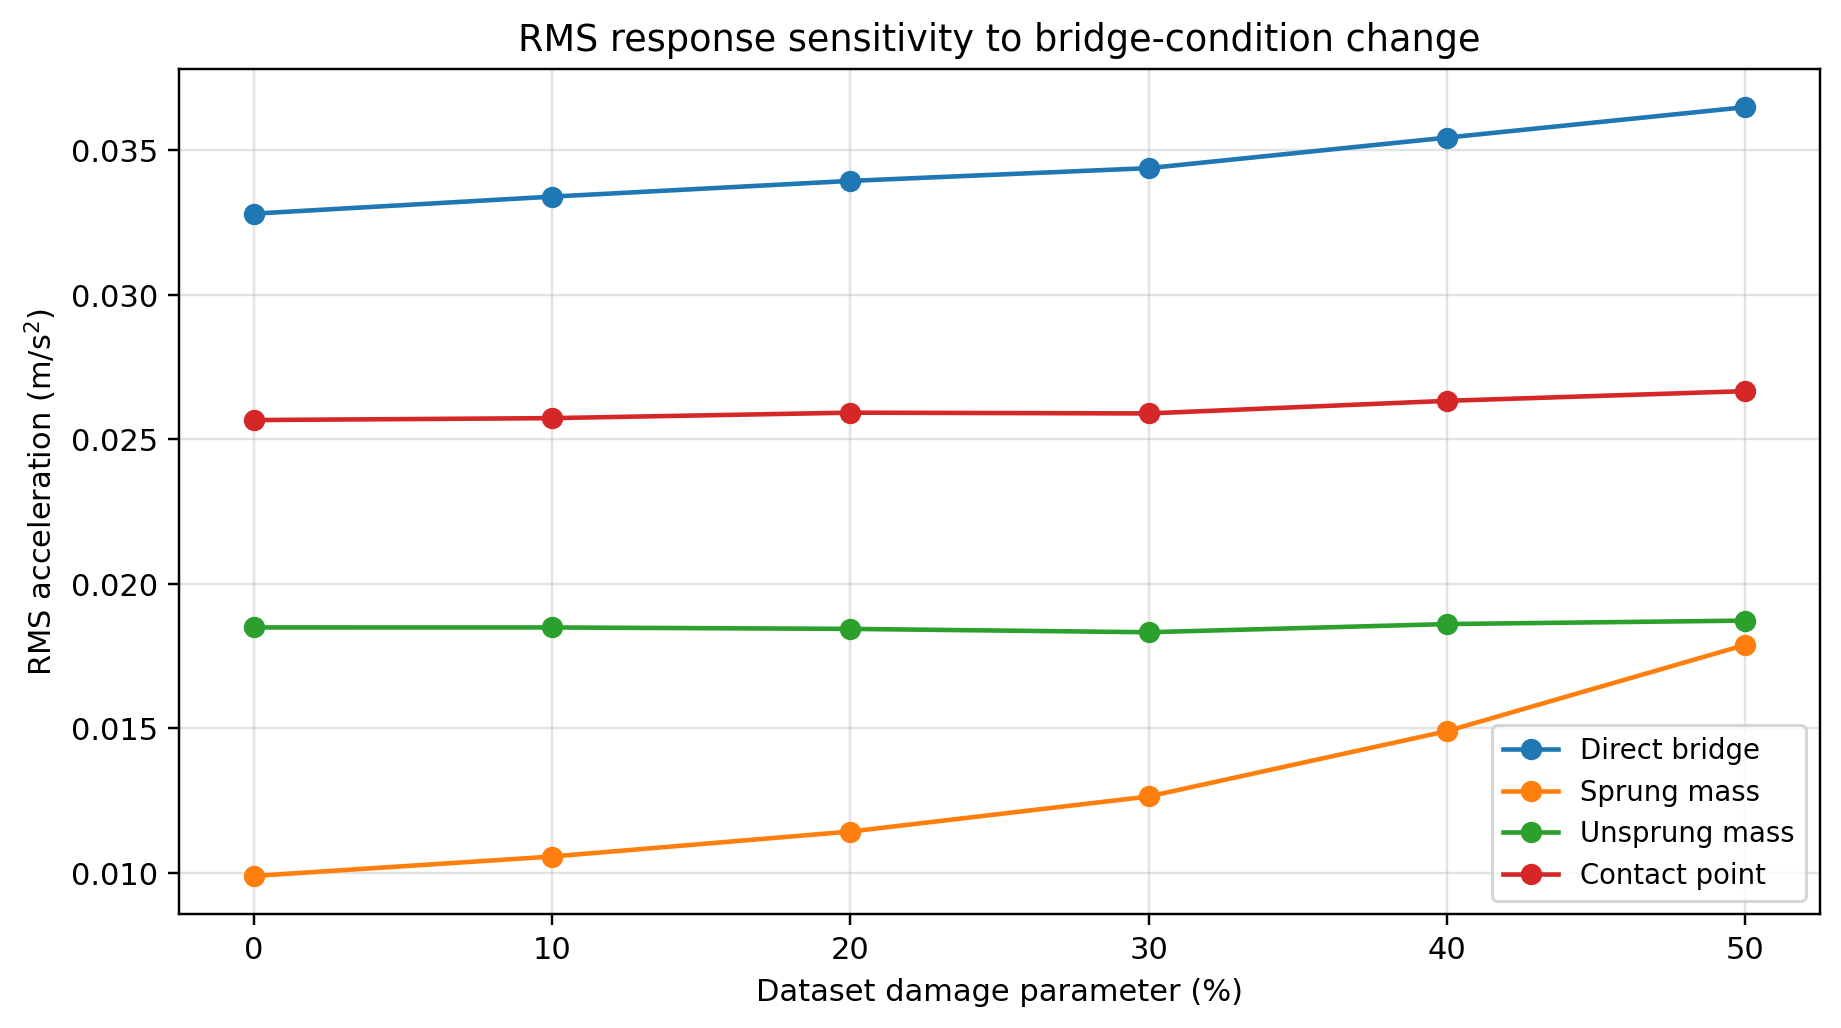 RMS response sensitivity to bridge-condition change
RMS acceleration (m/s²)
0.035
0.030
0.025
0.020
0.015
0.010
Direct bridge
Sprung mass
Unsprung mass
Contact point
0 10 20 30 40 50
Dataset damage parameter (%)